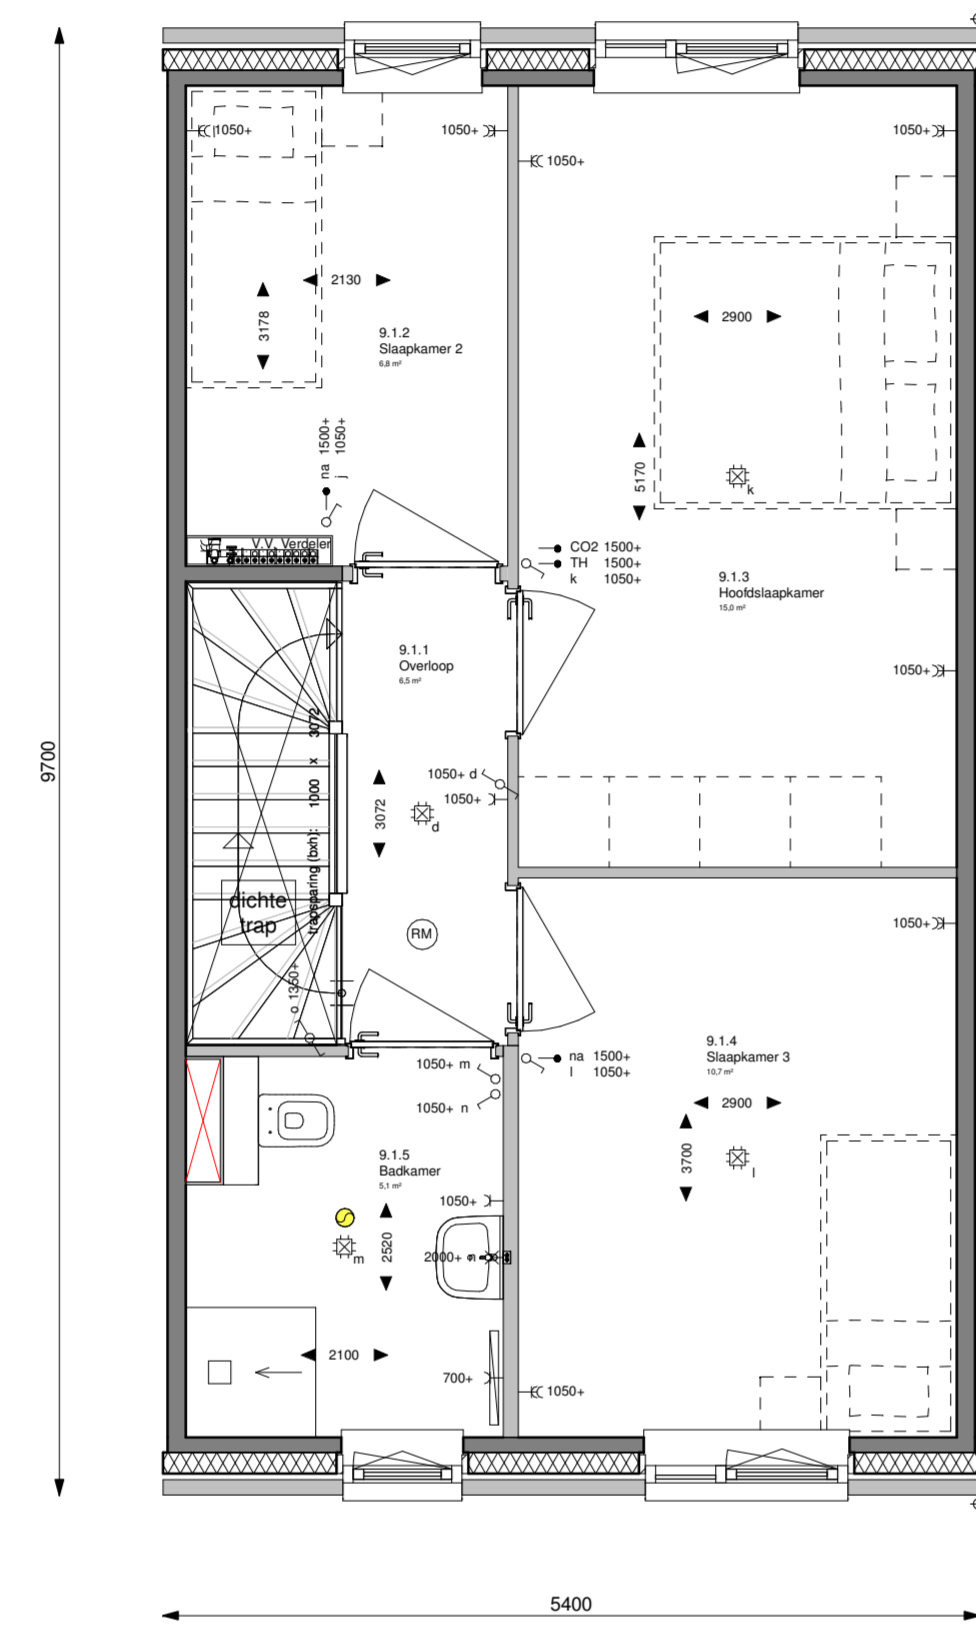 1050+
1050+
1050+
1050+
2130
3178
2900
9.1.2
Slaapkamer 2
6,8 m²
na 1500+
j 1050+
5170
k
V.V. Verdeler
CO2 1500+
TH 1500+
k 1050+
9.1.3
Hoofdslaapkamer
15,0 m²
9.1.1
Overloop
6,5 m²
1050+
trapsparing (bxh): 1000 x 3072
9700
1050+ d
1050+
3072
d
dichte
trap
RM
1050+
o 1350+
1050+ m
1050+ n
na 1500+
l 1050+
9.1.4
Slaapkamer 3
10,7 m²
2900
3700
l
9.1.5
Badkamer
5,1 m²
1050+
2520
m
2000+
2100
700+
1050+
5400